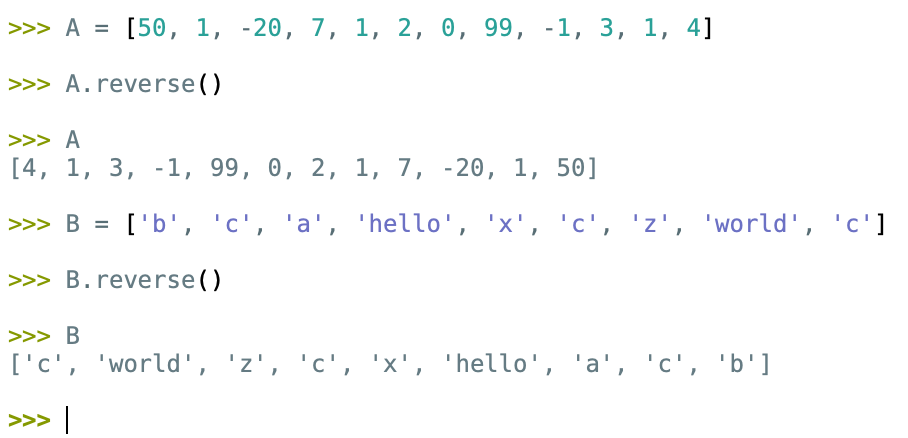 >>> A = [50, 1, -20, 7, 1, 2, 0, 99, -1, 3, 1, 4]
>>> A.reverse()
>>> A
[4, 1, 3, -1, 99, 0, 2, 1, 7, -20, 1, 50]
>>> B = ['b', 'c', 'a', 'hello', 'x', 'c', 'z', 'world', 'c']
>>> B.reverse()
>>> B
['c', 'world', 'z', 'c', 'x', 'hello', 'a', 'c', 'b']
>>>